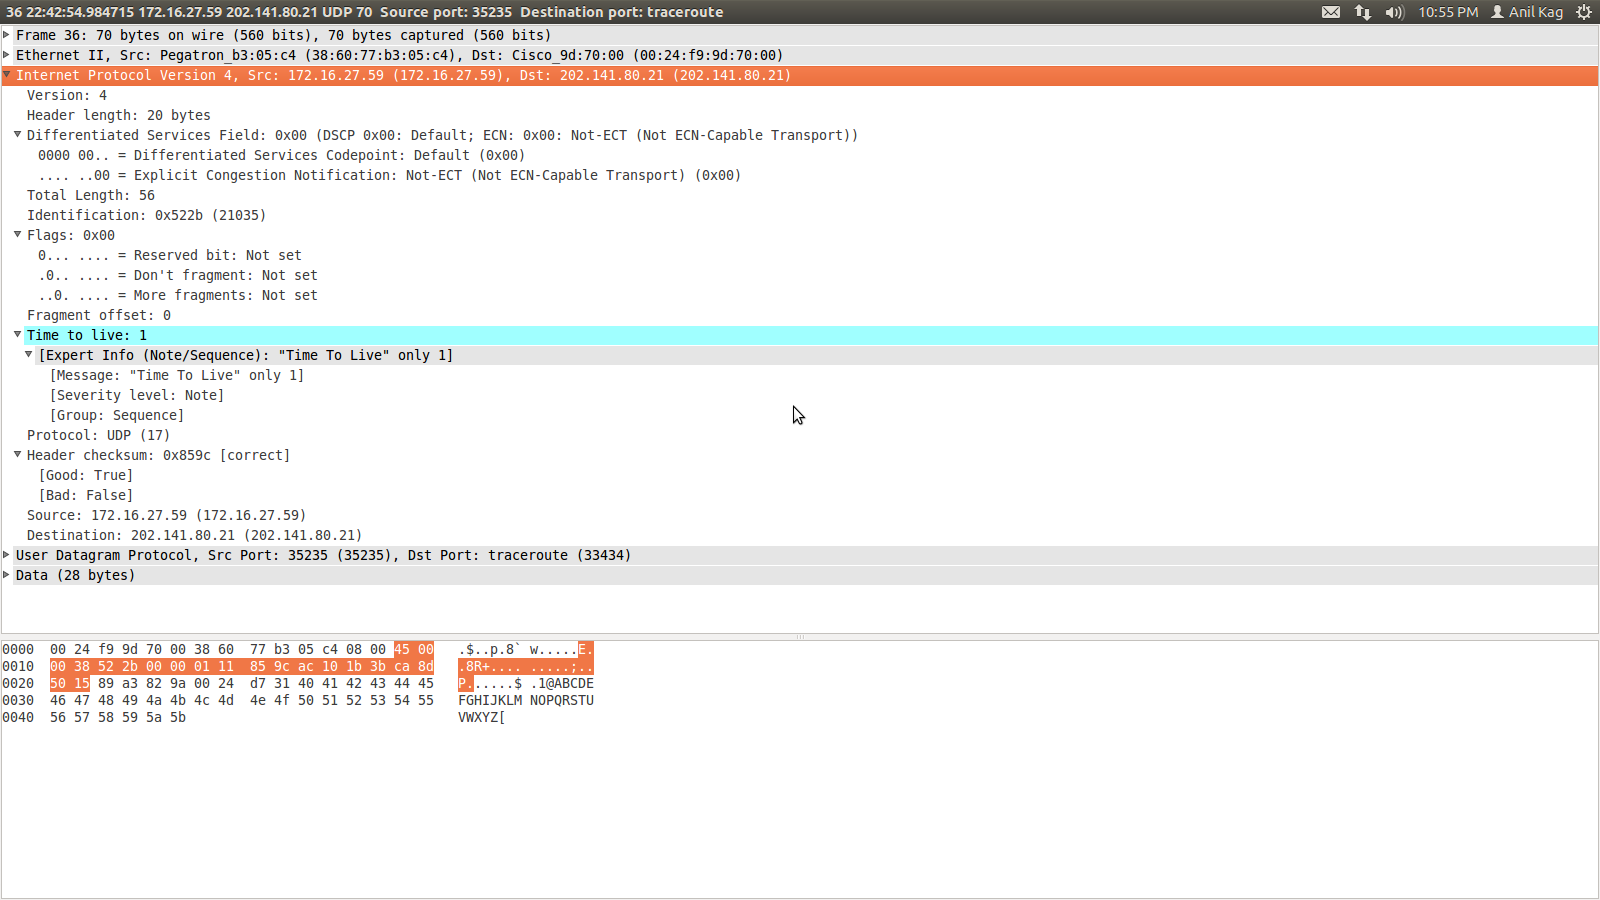 36 22:42:54.984715 172.16.27.59 202.141.80.21 UDP 70  Source port: 35235  Destination port: traceroute 10:55 PM Anil Kag
Frame 36: 70 bytes on wire (560 bits), 70 bytes captured (560 bits)
Ethernet II, Src: Pegatron_b3:05:c4 (38:60:77:b3:05:c4), Dst: Cisco_9d:70:00 (00:24:f9:9d:70:00)
Internet Protocol Version 4, Src: 172.16.27.59 (172.16.27.59), Dst: 202.141.80.21 (202.141.80.21)
Version: 4
Header length: 20 bytes
Differentiated Services Field: 0x00 (DSCP 0x00: Default; ECN: 0x00: Not-ECT (Not ECN-Capable Transport))
0000 00.. = Differentiated Services Codepoint: Default (0x00)
.... ..00 = Explicit Congestion Notification: Not-ECT (Not ECN-Capable Transport) (0x00)
Total Length: 56
Identification: 0x522b (21035)
Flags: 0x00
0... .... = Reserved bit: Not set
.0.. .... = Don't fragment: Not set
..0. .... = More fragments: Not set
Fragment offset: 0
Time to live: 1
[Expert Info (Note/Sequence): "Time To Live" only 1]
[Message: "Time To Live" only 1]
[Severity level: Note]
[Group: Sequence]
Protocol: UDP (17)
Header checksum: 0x859c [correct]
[Good: True]
[Bad: False]
Source: 172.16.27.59 (172.16.27.59)
Destination: 202.141.80.21 (202.141.80.21)
User Datagram Protocol, Src Port: 35235 (35235), Dst Port: traceroute (33434)
Data (28 bytes)
0000  00 24 f9 9d 70 00 38 60  77 b3 05 c4 08 00 45 00   .$..p.8` w.....E.
0010  00 38 52 2b 00 00 01 11  85 9c ac 10 1b 3b ca 8d   .8R+.... .....;..
0020  50 15 89 a3 82 9a 00 24  d7 31 40 41 42 43 44 45   P......$ .1@ABCDE
0030  46 47 48 49 4a 4b 4c 4d  4e 4f 50 51 52 53 54 55   FGHIJKLM NOPQRSTU
0040  56 57 58 59 5a 5b   VWXYZ[